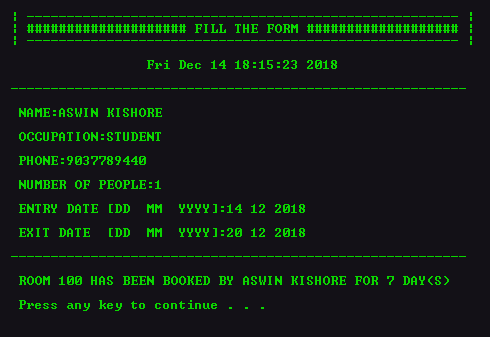 #################### FILL THE FORM ###################
Fri Dec 14 18:15:23 2018
NAME:ASWIN KISHORE
OCCUPATION:STUDENT
PHONE:9037789440
NUMBER OF PEOPLE:1
ENTRY DATE [DD  MM  YYYY]:14 12 2018
EXIT DATE  [DD  MM  YYYY]:20 12 2018
ROOM 100 HAS BEEN BOOKED BY ASWIN KISHORE FOR 7 DAY(S)
Press any key to continue . . .